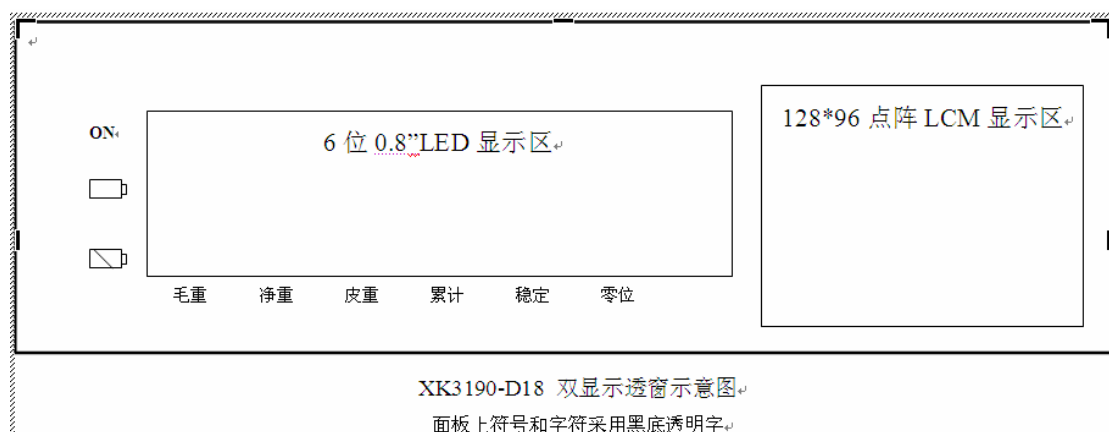 ON
6 位 0.8”LED 显示区
128*96 点阵 LCM 显示区
毛重 净重 皮重 累计 稳定 零位
XK3190-D18 双显示透窗示意图
面板上符号和字符采用黑底透明字